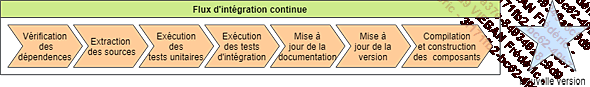 Flux d'intégration continue
Vérification
des
dépendences
Extraction
des sources
Exécution
des
tests unitaires
Exécution
des tests
d'intégration
Mise à
jour de la
documentation
Mise à
jour de la
version
Compilation
et construction
des composants
version